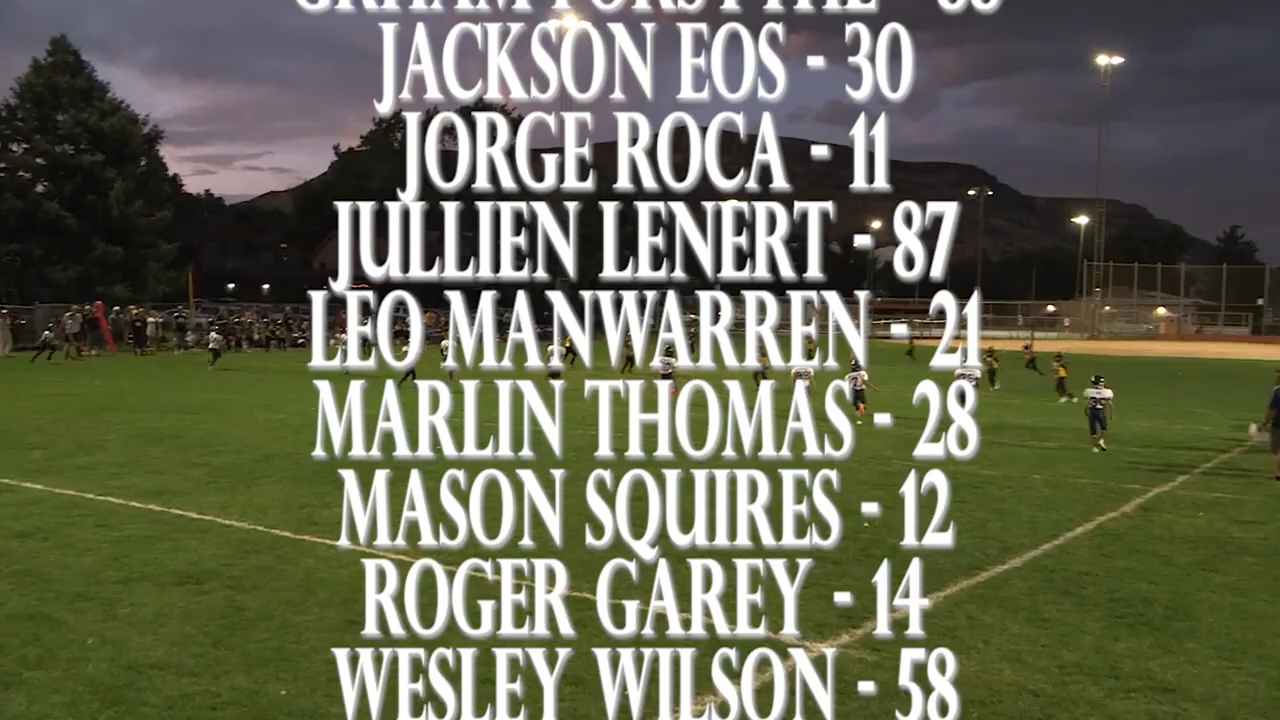 JACKSON EOS - 30
JORGE ROCA - 11
JULLIEN LENERT - 87
LEO MANWARREN - 21
MARLIN THOMAS - 28
MASON SQUIRES - 12
ROGER GAREY - 14
WESLEY WILSON - 58